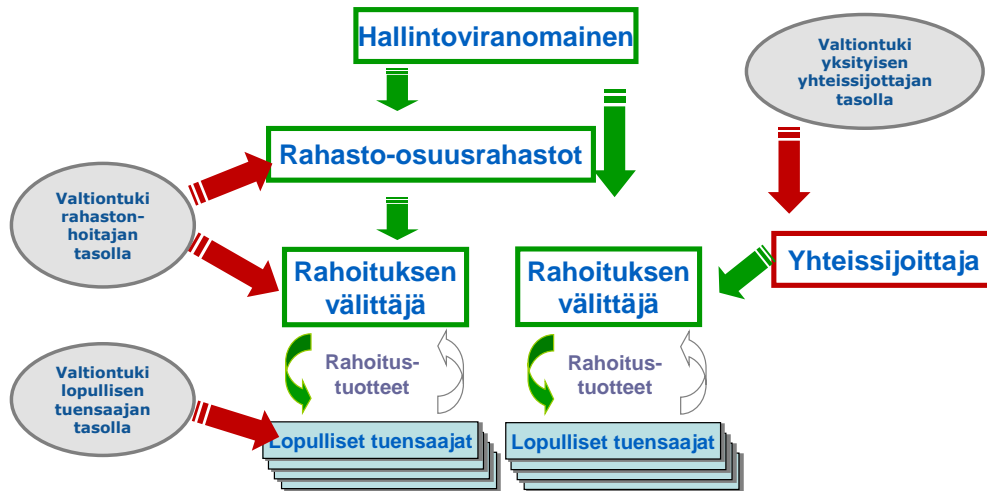 Hallintoviranomainen
Valtiontuki
yksityisen
yhteissijottajan
tasolla
Rahasto-osuusrahastot
Valtiontuki
rahaston-
hoitajan
tasolla
Rahoituksen
välittäjä
Rahoituksen
välittäjä
Yhteissijoittaja
Rahoitus-
tuotteet
Rahoitus-
tuotteet
Valtiontuki
lopullisen
tuensaajan
tasolla
Lopulliset tuensaajat
Lopulliset tuensaajat